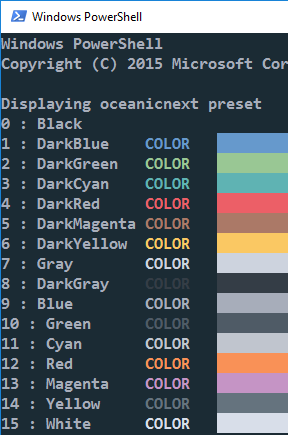 Windows PowerShell
Windows PowerShell
Copyright (C) 2015 Microsoft Cor
Displaying oceanicnext preset
0 : Black
1 : DarkBlue COLOR
2 : DarkGreen COLOR
3 : DarkCyan COLOR
4 : DarkRed COLOR
5 : DarkMagenta COLOR
6 : DarkYellow COLOR
7 : Gray COLOR
8 : DarkGray COLOR
9 : Blue COLOR
10 : Green COLOR
11 : Cyan COLOR
12 : Red COLOR
13 : Magenta COLOR
14 : Yellow COLOR
15 : White COLOR